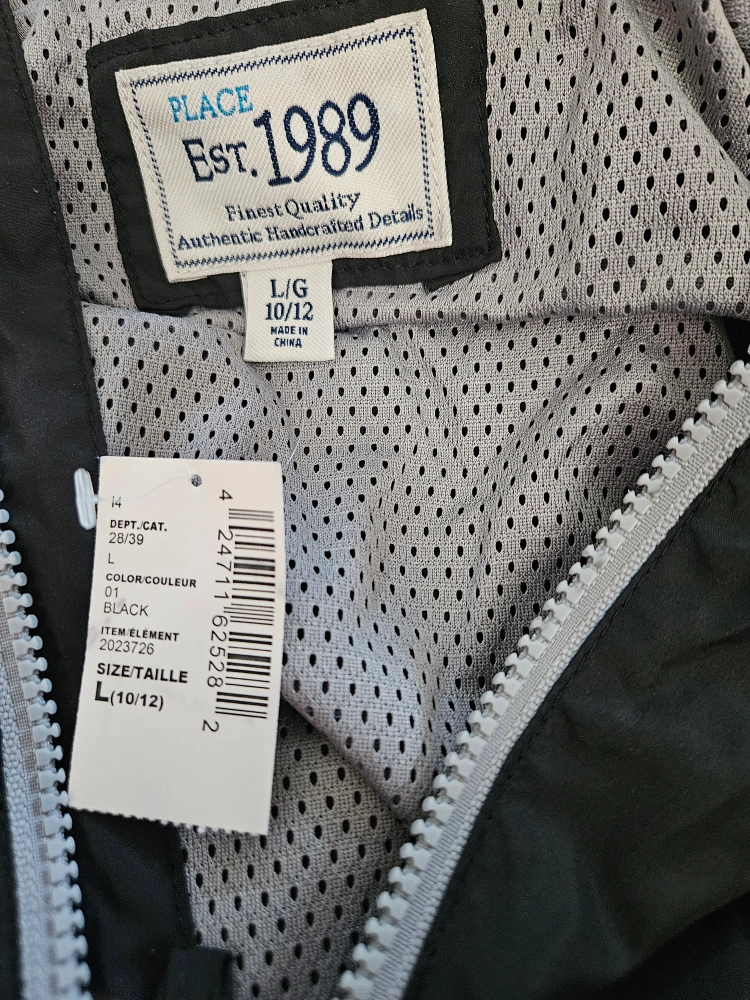 PLACE
EST. 1989
Finest Quality
Authentic Handcrafted Details
L/G
10/12
MADE IN
CHINA
14
DEPT./CAT.
28/39
L
COLOR/COULEUR
01
BLACK
ITEM/ÉLÉMENT
2023726
SIZE/TAILLE
L(10/12)
4 24711 62528 2